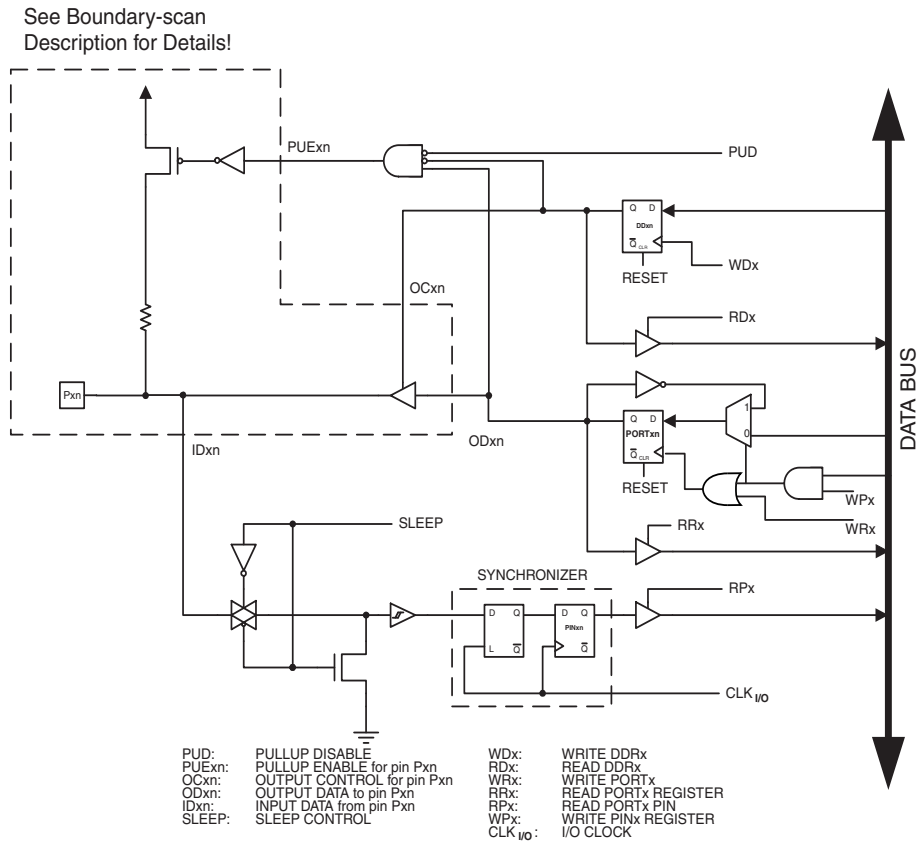 See Boundary-scan
Description for Details!
PUExn
PUD
Q D
DDxn
Q CLR
RESET
WDx
OCxn
RDx
Pxn
ODxn
IDxn
1
Q D
PORTxn
0
Q CLR
RESET
WPx
WRx
RRx
SLEEP
SYNCHRONIZER
RPx
D Q
L Q
D Q
PINxn
Q
CLK I/O
DATA BUS
PUD: PULLUP DISABLE
PUExn: PULLUP ENABLE for pin Pxn
OCxn: OUTPUT CONTROL for pin Pxn
ODxn: OUTPUT DATA to pin Pxn
IDxn: INPUT DATA from pin Pxn
SLEEP: SLEEP CONTROL
WDx: WRITE DDRx
RDx: READ DDRx
WRx: WRITE PORTx
RRx: READ PORTx REGISTER
RPx: READ PORTx PIN
WPx: WRITE PINx REGISTER
CLK I/O: I/O CLOCK